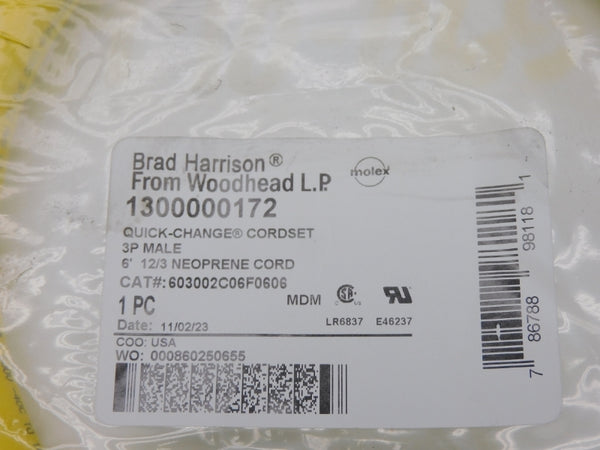 Brad Harrison®
From Woodhead L.P.
molex
1300000172
QUICK-CHANGE® CORDSET
3P MALE
6' 12/3 NEOPRENE CORD
CAT#: 603002C06F0606
1 PC
MDM
Date: 11/02/23
LR6837 E46237
COO: USA
WO: 000860250655
7 86788 98118 1